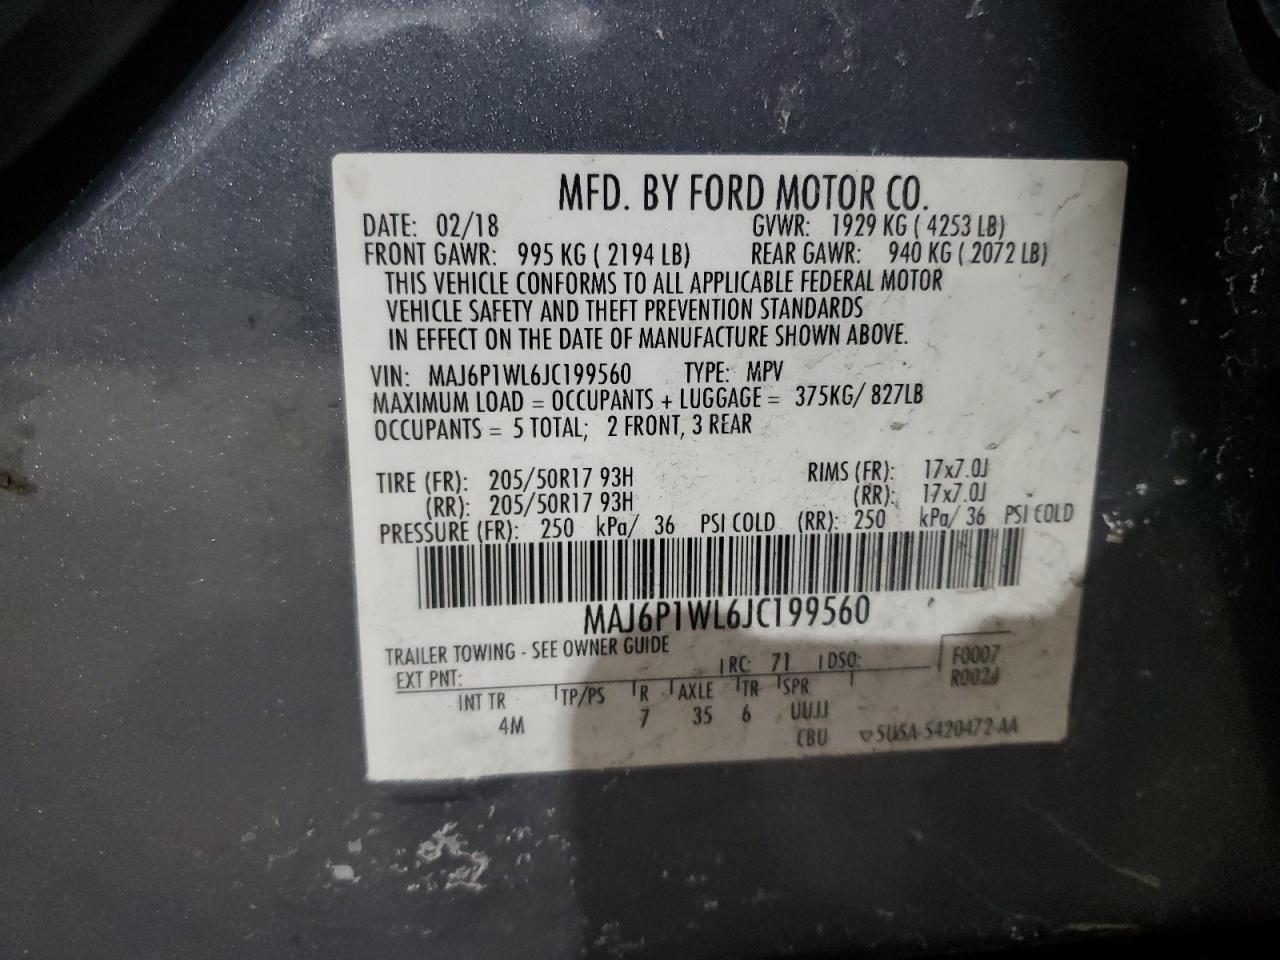 MFD. BY FORD MOTOR CO.
DATE: 02/18 GVWR: 1929 KG ( 4253 LB)
FRONT GAWR: 995 KG ( 2194 LB) REAR GAWR: 940 KG ( 2072 LB)
THIS VEHICLE CONFORMS TO ALL APPLICABLE FEDERAL MOTOR
VEHICLE SAFETY AND THEFT PREVENTION STANDARDS
IN EFFECT ON THE DATE OF MANUFACTURE SHOWN ABOVE.
VIN: MAJ6P1WL6JC199560 TYPE: MPV
MAXIMUM LOAD = OCCUPANTS + LUGGAGE = 375KG/ 827LB
OCCUPANTS = 5 TOTAL; 2 FRONT, 3 REAR
TIRE (FR): 205/50R17 93H RIMS (FR): 17x7.0J
(RR): 205/50R17 93H (RR): 17x7.0J
PRESSURE (FR): 250 kPa/ 36 PSI COLD (RR): 250 kPa/ 36 PSI COLD
MAJ6P1WL6JC199560
TRAILER TOWING - SEE OWNER GUIDE
EXT PNT: RC: 71 DSO: F0007
INT TR TP/PS R AXLE TR SPR
4M 7 35 6 UUJJ
CBU 5U5A-5420472-AA